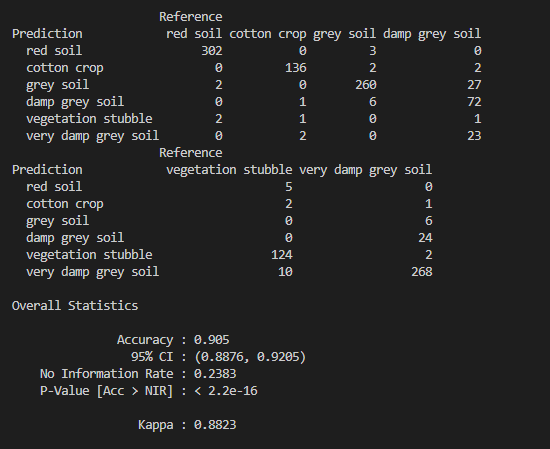 Reference
Prediction            red soil cotton crop grey soil damp grey soil
  red soil                 302           0         3              0
  cotton crop                0         136         2              2
  grey soil                  2           0       260             27
  damp grey soil             0           1         6             72
  vegetation stubble         2           1         0              1
  very damp grey soil        0           2         0             23
                     Reference
Prediction            vegetation stubble very damp grey soil
  red soil                             5                   0
  cotton crop                          2                   1
  grey soil                            0                   6
  damp grey soil                       0                  24
  vegetation stubble                 124                   2
  very damp grey soil                 10                 268
Overall Statistics
               Accuracy : 0.905
                 95% CI : (0.8876, 0.9205)
    No Information Rate : 0.2383
    P-Value [Acc > NIR] : < 2.2e-16
                  Kappa : 0.8823